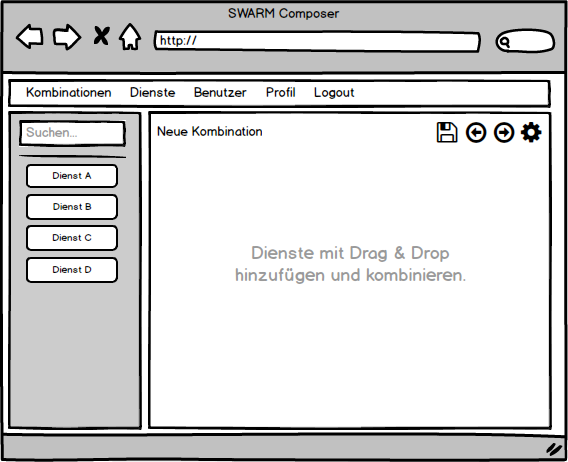 SWARM Composer
http://
Kombinationen Dienste Benutzer Profil Logout
Suchen...
Neue Kombination
Dienst A
Dienst B
Dienst C
Dienst D
Dienste mit Drag & Drop
hinzufügen und kombinieren.